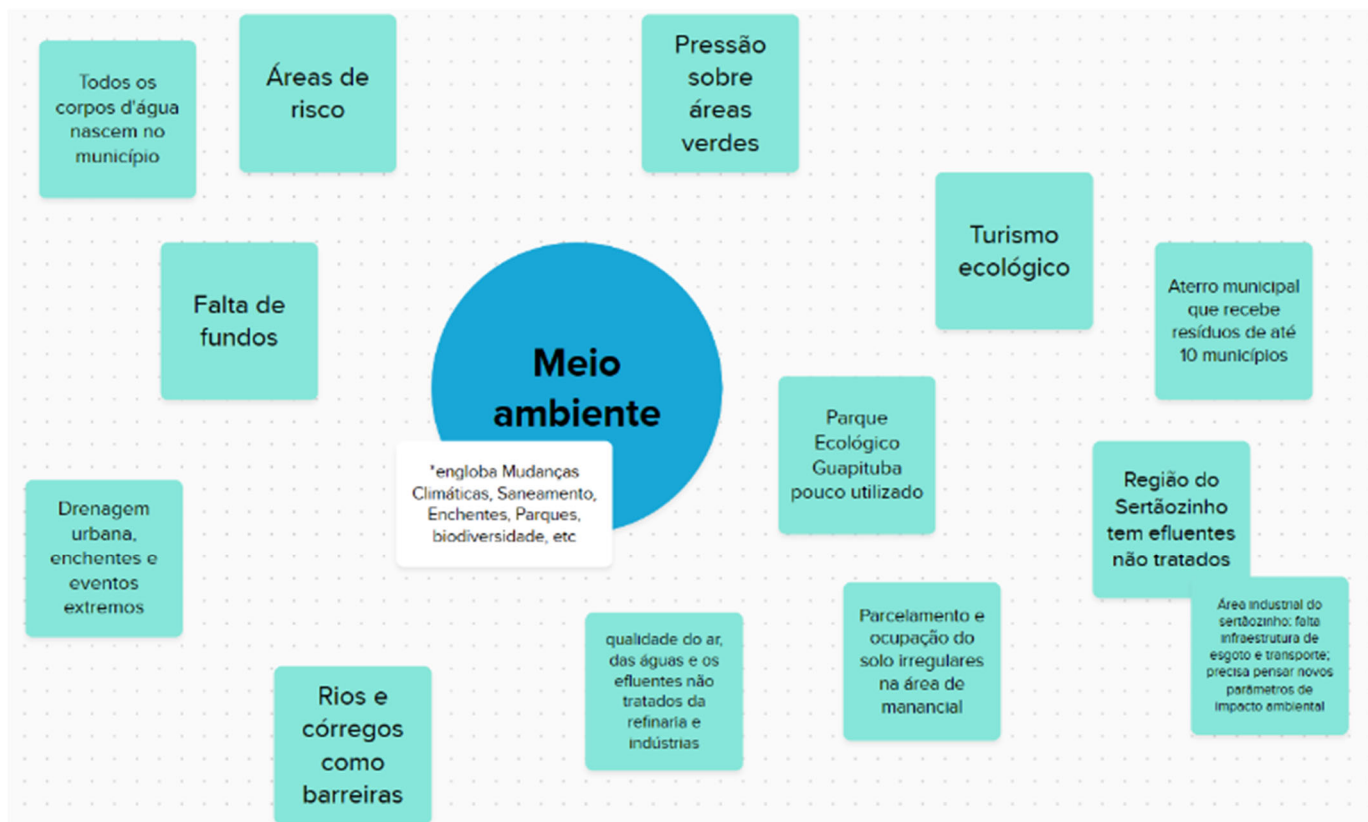 Todos os
corpos d'água
nascem no
município
Áreas de
risco
Pressão
sobre
áreas
verdes
Turismo
ecológico
Falta de
fundos
Aterro municipal
que recebe
resíduos de até
10 municípios
Meio
ambiente
*engloba Mudanças
Climáticas, Saneamento,
Enchentes, Parques,
biodiversidade, etc
Parque
Ecológico
Guapituba
pouco utilizado
Região do
Sertãozinho
tem efluentes
não tratados
Drenagem
urbana,
enchentes e
eventos
extremos
Área industrial do
sertãozinho: falta
infraestrutura de
esgoto e transporte;
precisa pensar novos
parâmetros de
impacto ambiental
Rios e
córregos
como
barreiras
qualidade do ar,
das águas e os
efluentes não
tratados da
refinaria e
indústrias
Parcelamento e
ocupação do
solo irregulares
na área de
manancial